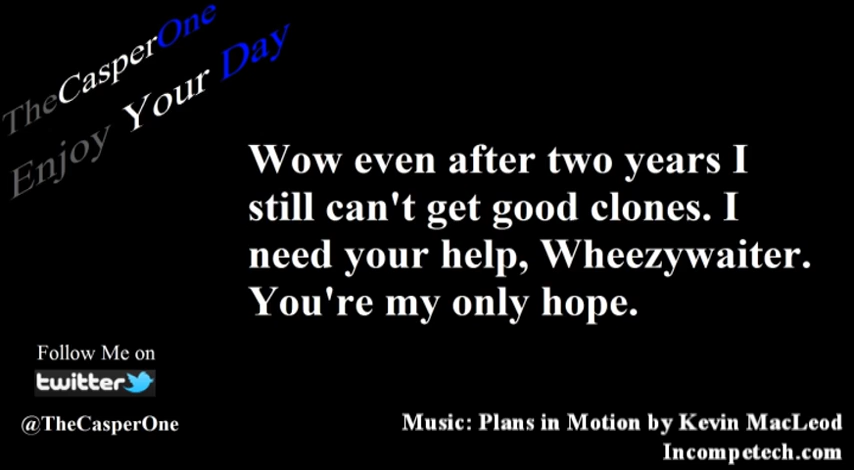 TheCasperOne
Enjoy Your Day
Wow even after two years I
still can't get good clones. I
need your help, Wheezywaiter.
You're my only hope.
Follow Me on
twitter
@TheCasperOne
Music: Plans in Motion by Kevin MacLeod
Incompetech.com